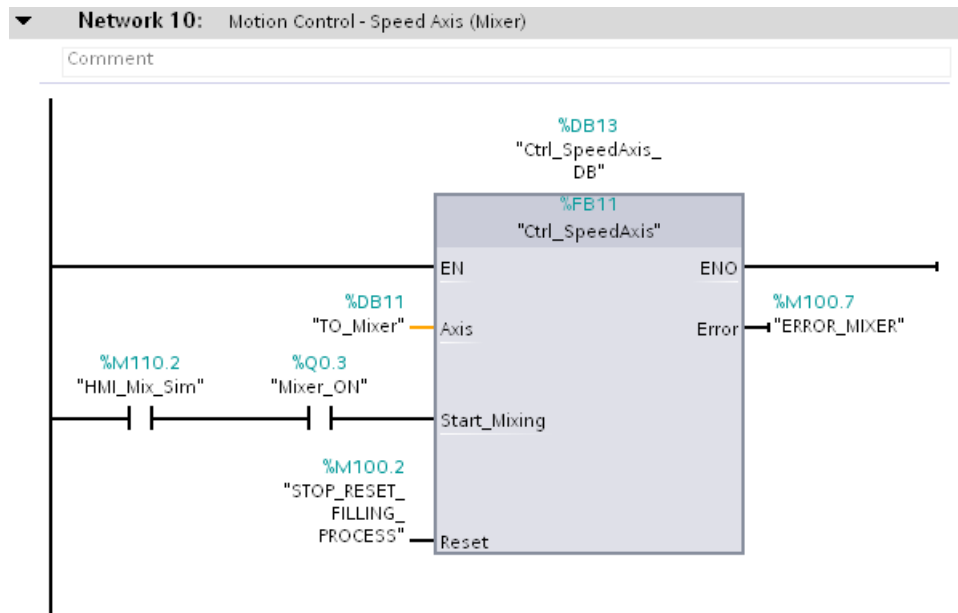 Network 10: Motion Control - Speed Axis (Mixer)
Comment
%DB13
"Ctrl_SpeedAxis_
DB"
%FB11
"Ctrl_SpeedAxis"
EN
ENO
%DB11
"TO_Mixer"
Axis
%M100.7
Error
"ERROR_MIXER"
%M110.2
"HMI_Mix_Sim"
%Q0.3
"Mixer_ON"
Start_Mixing
%M100.2
"STOP_RESET_
FILLING_
PROCESS"
Reset